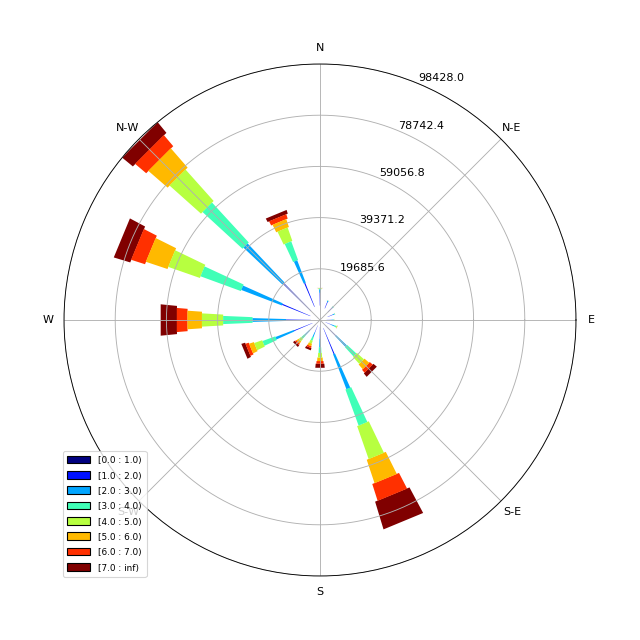 N
98428.0
78742.4
N-W
N-E
59056.8
39371.2
19685.6
W
E
[0.0 : 1.0)
[1.0 : 2.0)
[2.0 : 3.0)
[3.0 : 4.0)
S-W
S-E
[4.0 : 5.0)
[5.0 : 6.0)
[6.0 : 7.0)
[7.0 : inf)
S